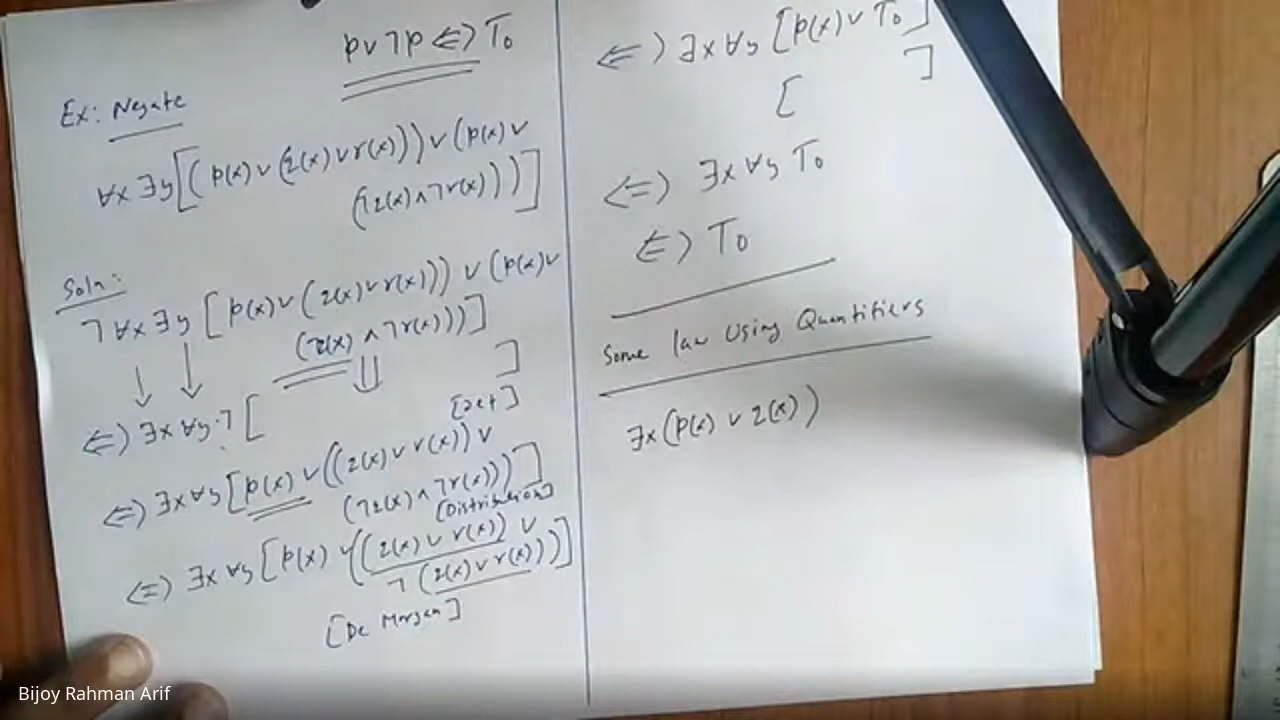 p∨¬p ⇔ T₀
Ex: Negate
∀x ∃y[(p(x)∨(q(x)∨r(x)))∨(p(x)∨
(¬q(x)∧¬r(x)))]
Soln:
¬∀x ∃y[p(x)∨(q(x)∨r(x)))∨(p(x)∨
(¬q(x)∧¬r(x)))]
⇔ ∃x ∀y ¬[ ]
⇔ ∃x ∀y[p(x)∨((q(x)∨r(x))∨
(¬q(x)∧¬r(x)))]
[Distribution]
⇔ ∃x ∀y[p(x)∨((q(x)∨r(x))∨
¬(q(x)∨r(x)))]
[De Morgan]
⇔ ∃x ∀y[p(x)∨T₀]
[ ]
⇔ ∃x ∀y T₀
⇔ T₀
Some law Using Quantifiers
∃x(p(x)∨q(x))
Bijoy Rahman Arif